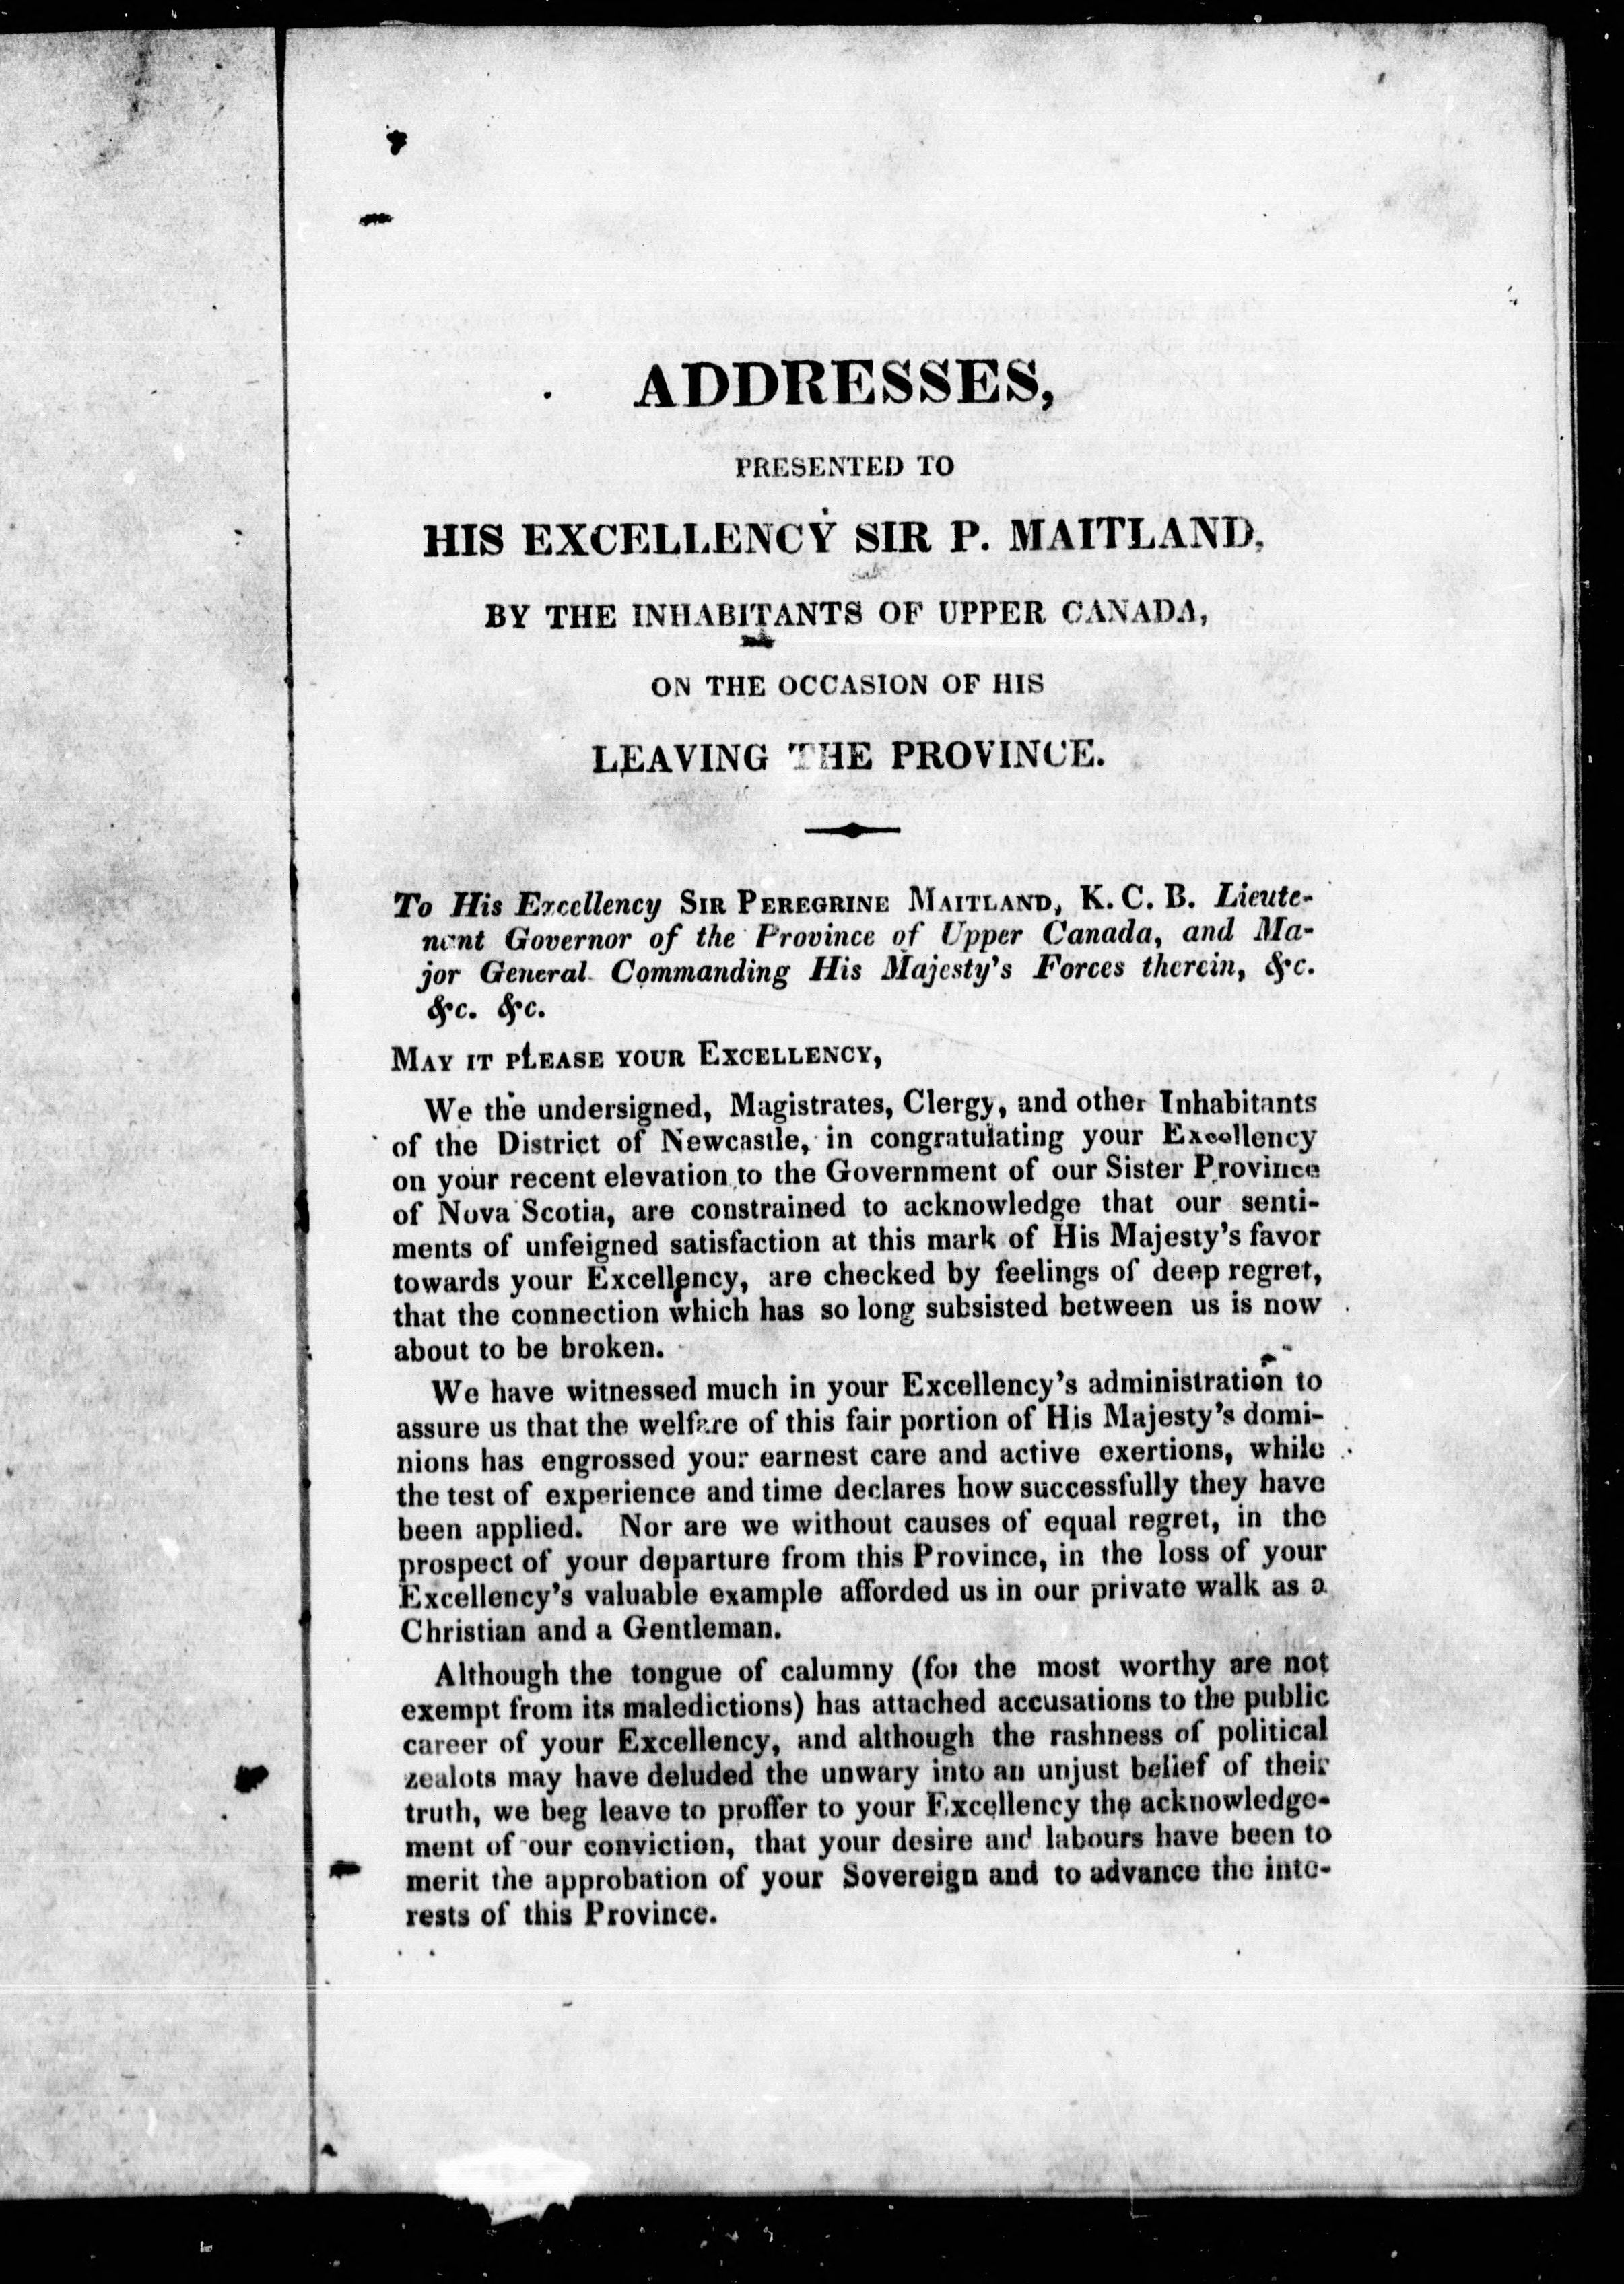 ADDRESSES,
PRESENTED TO
HIS EXCELLENCY SIR P. MAITLAND,
BY THE INHABITANTS OF UPPER CANADA,
ON THE OCCASION OF HIS
LEAVING THE PROVINCE.
To His Excellency SIR PEREGRINE MAITLAND, K. C. B. Lieute-
nant Governor of the Province of Upper Canada, and Ma-
jor General Commanding His Majesty's Forces therein, &c.
&c. &c.
MAY IT PLEASE YOUR EXCELLENCY,
We the undersigned, Magistrates, Clergy, and other Inhabitants
of the District of Newcastle, in congratulating your Excellency
on your recent elevation to the Government of our Sister Province
of Nova Scotia, are constrained to acknowledge that our senti-
ments of unfeigned satisfaction at this mark of His Majesty's favor
towards your Excellency, are checked by feelings of deep regret,
that the connection which has so long subsisted between us is now
about to be broken.
We have witnessed much in your Excellency's administration to
assure us that the welfare of this fair portion of His Majesty's domi-
nions has engrossed your earnest care and active exertions, while
the test of experience and time declares how successfully they have
been applied. Nor are we without causes of equal regret, in the
prospect of your departure from this Province, in the loss of your
Excellency's valuable example afforded us in our private walk as a
Christian and a Gentleman.
Although the tongue of calumny (for the most worthy are not
exempt from its maledictions) has attached accusations to the public
career of your Excellency, and although the rashness of political
zealots may have deluded the unwary into an unjust belief of their
truth, we beg leave to proffer to your Excellency the acknowledge-
ment of our conviction, that your desire and labours have been to
merit the approbation of your Sovereign and to advance the inte-
rests of this Province.